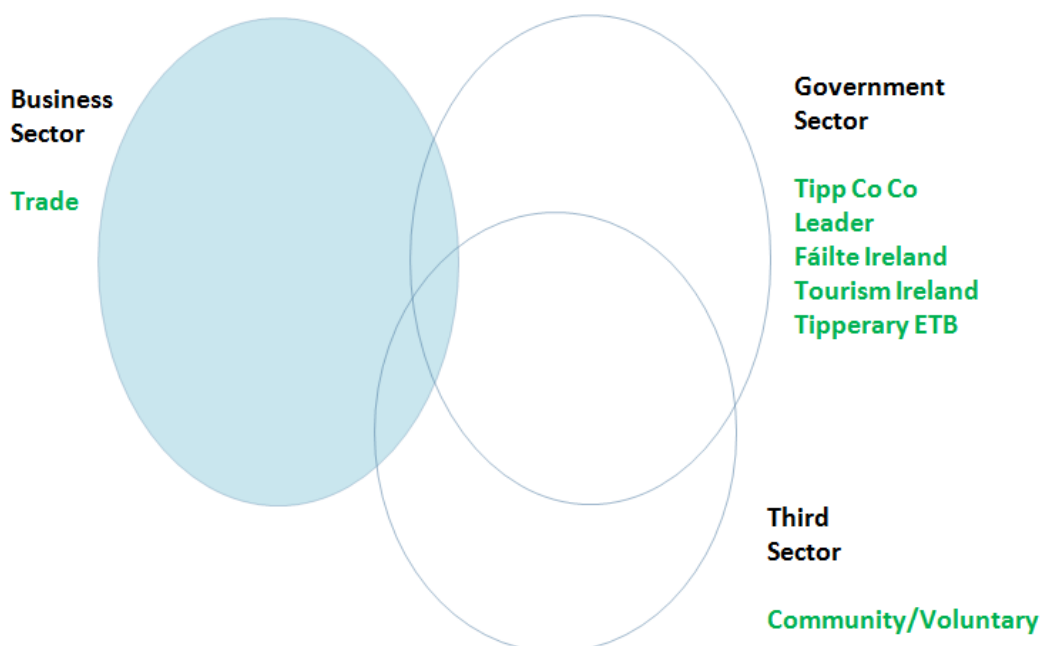 Business
Sector
Trade
Government
Sector
Tipp Co Co
Leader
Fáilte Ireland
Tourism Ireland
Tipperary ETB
Third
Sector
Community/Voluntary